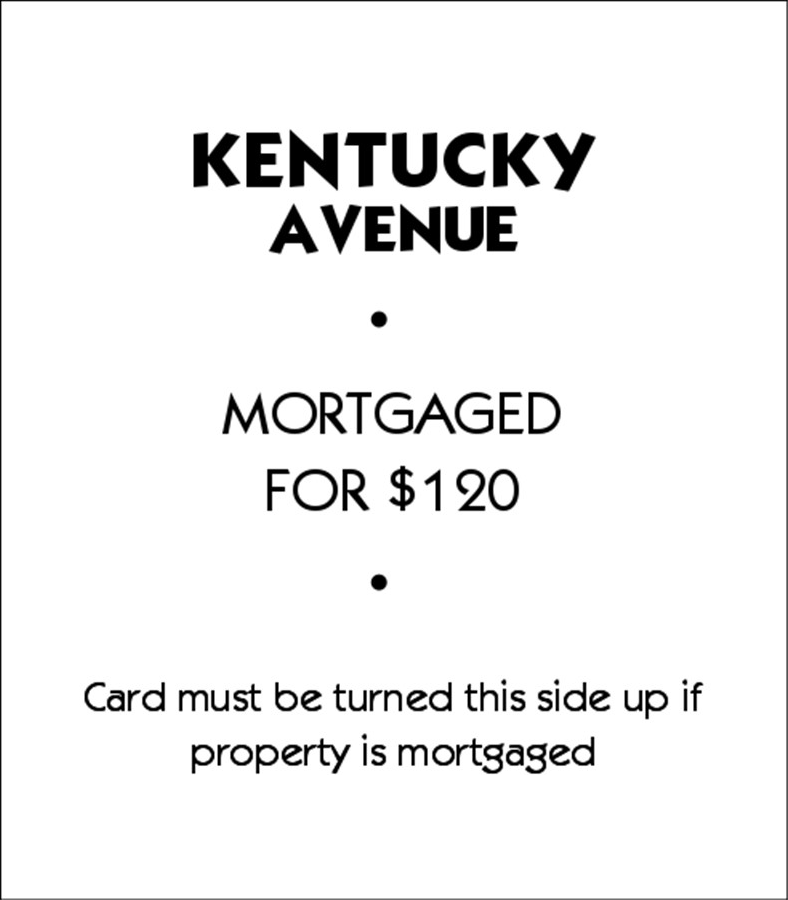 KENTUCKY
AVENUE
•
MORTGAGED
FOR $120
•
Card must be turned this side up if
property is mortgaged